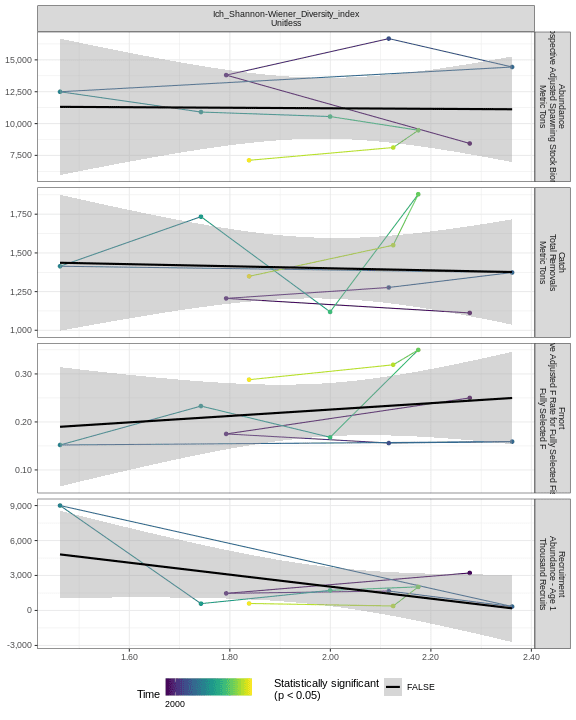 Ich_Shannon-Wiener_Diversity_index
Unitless
15,000
12,500
10,000
7,500
Abundance
Adjusted Spawning Stock
Metric Tons
1,750
1,500
1,250
1,000
Catch
Total Removals
Metric Tons
0.30
0.20
0.10
Fmort
Adjusted F Rate for Fully Selected
Fully Selected F
9,000
6,000
3,000
0
-3,000
Recruitment
Abundance - Age 1
Thousand Recruits
1.60
1.80
2.00
2.20
2.40
Time
2000
Statistically significant
(p < 0.05)
FALSE